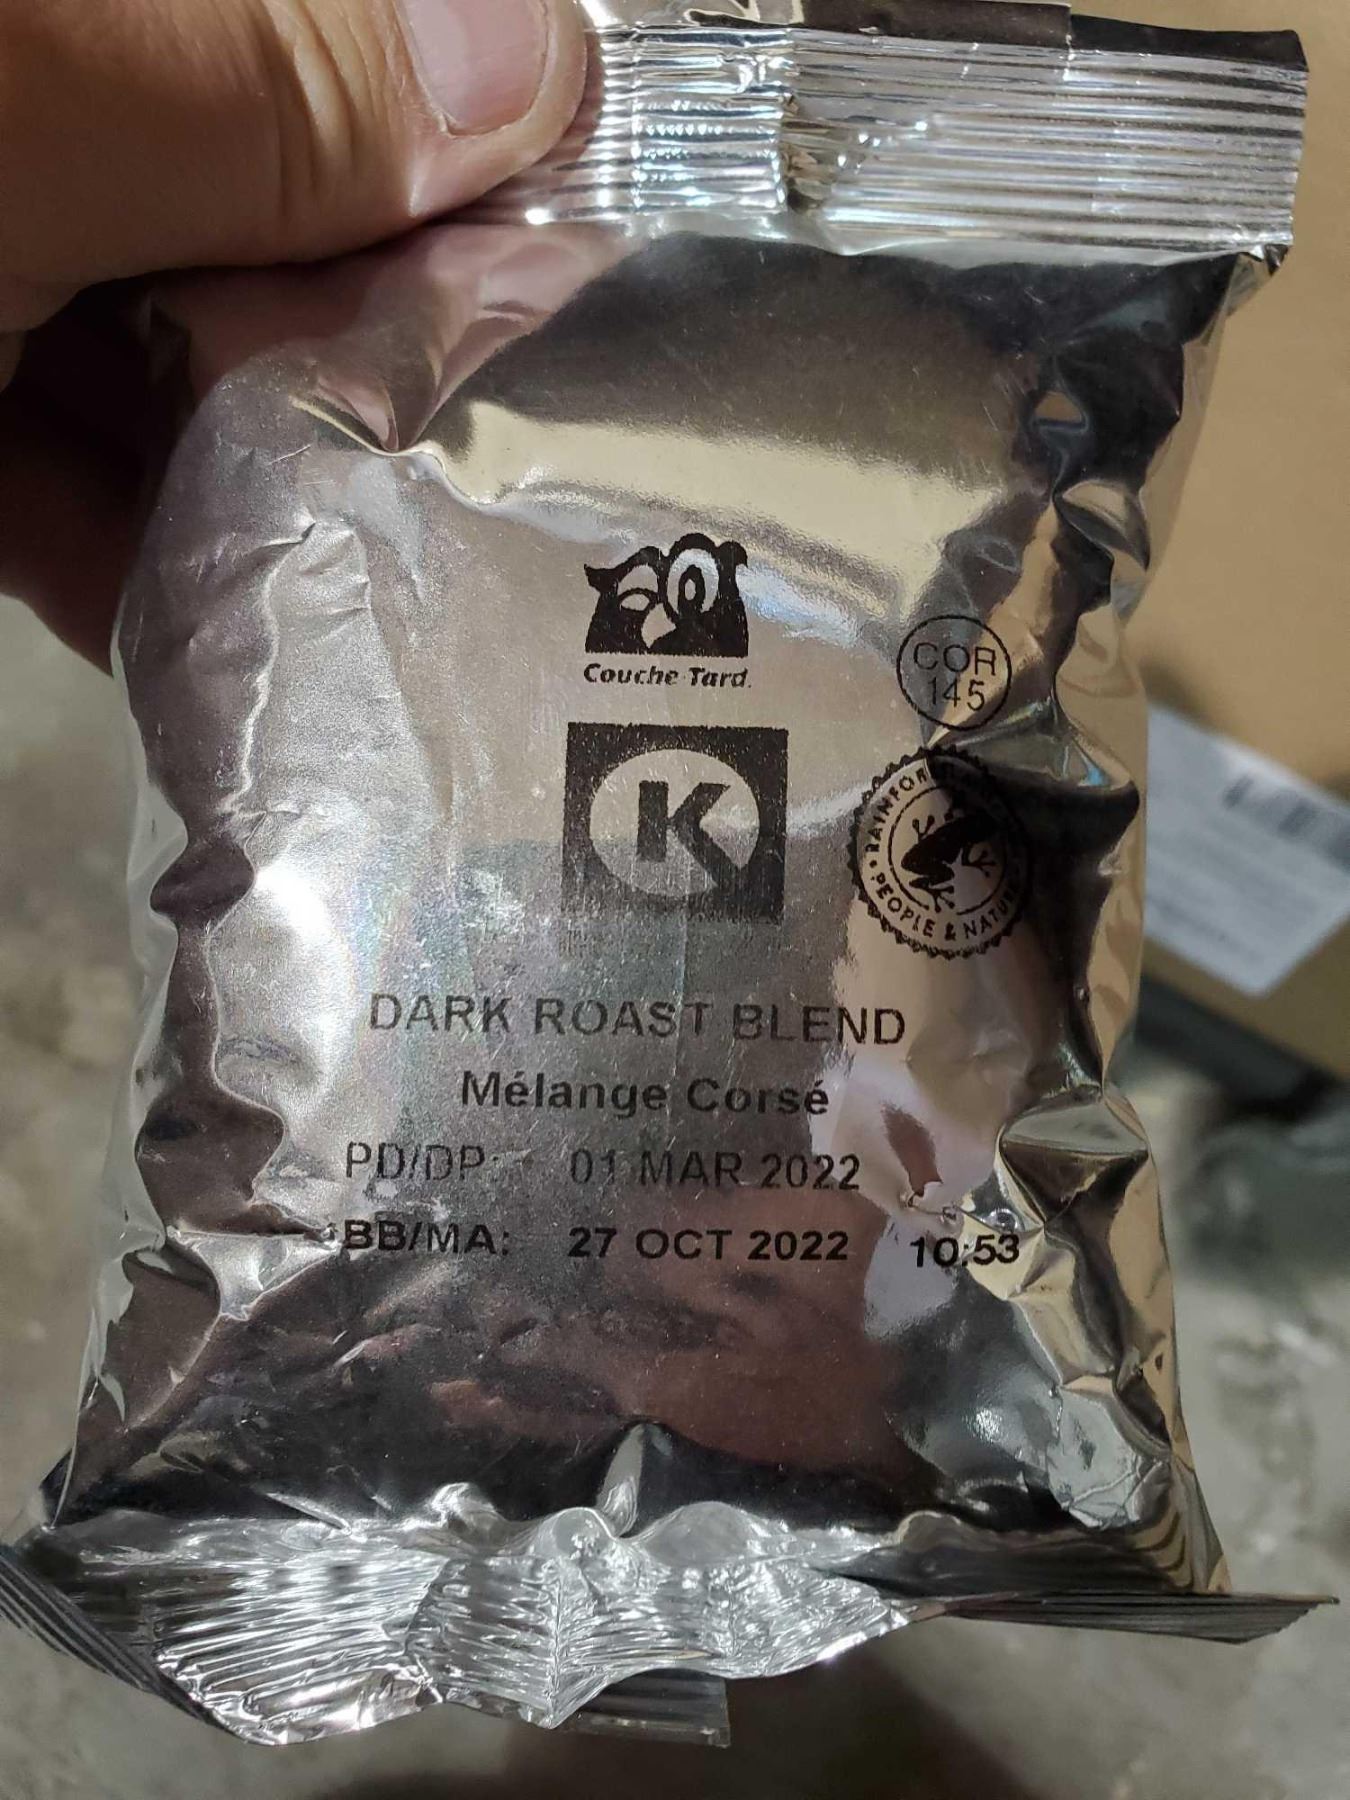 Couche-Tard.
COR
145
K
RAINFOREST
PEOPLE & NATURE
DARK ROAST BLEND
Mélange Corsé
PD/DP: 01 MAR 2022
BB/MA: 27 OCT 2022 10:53